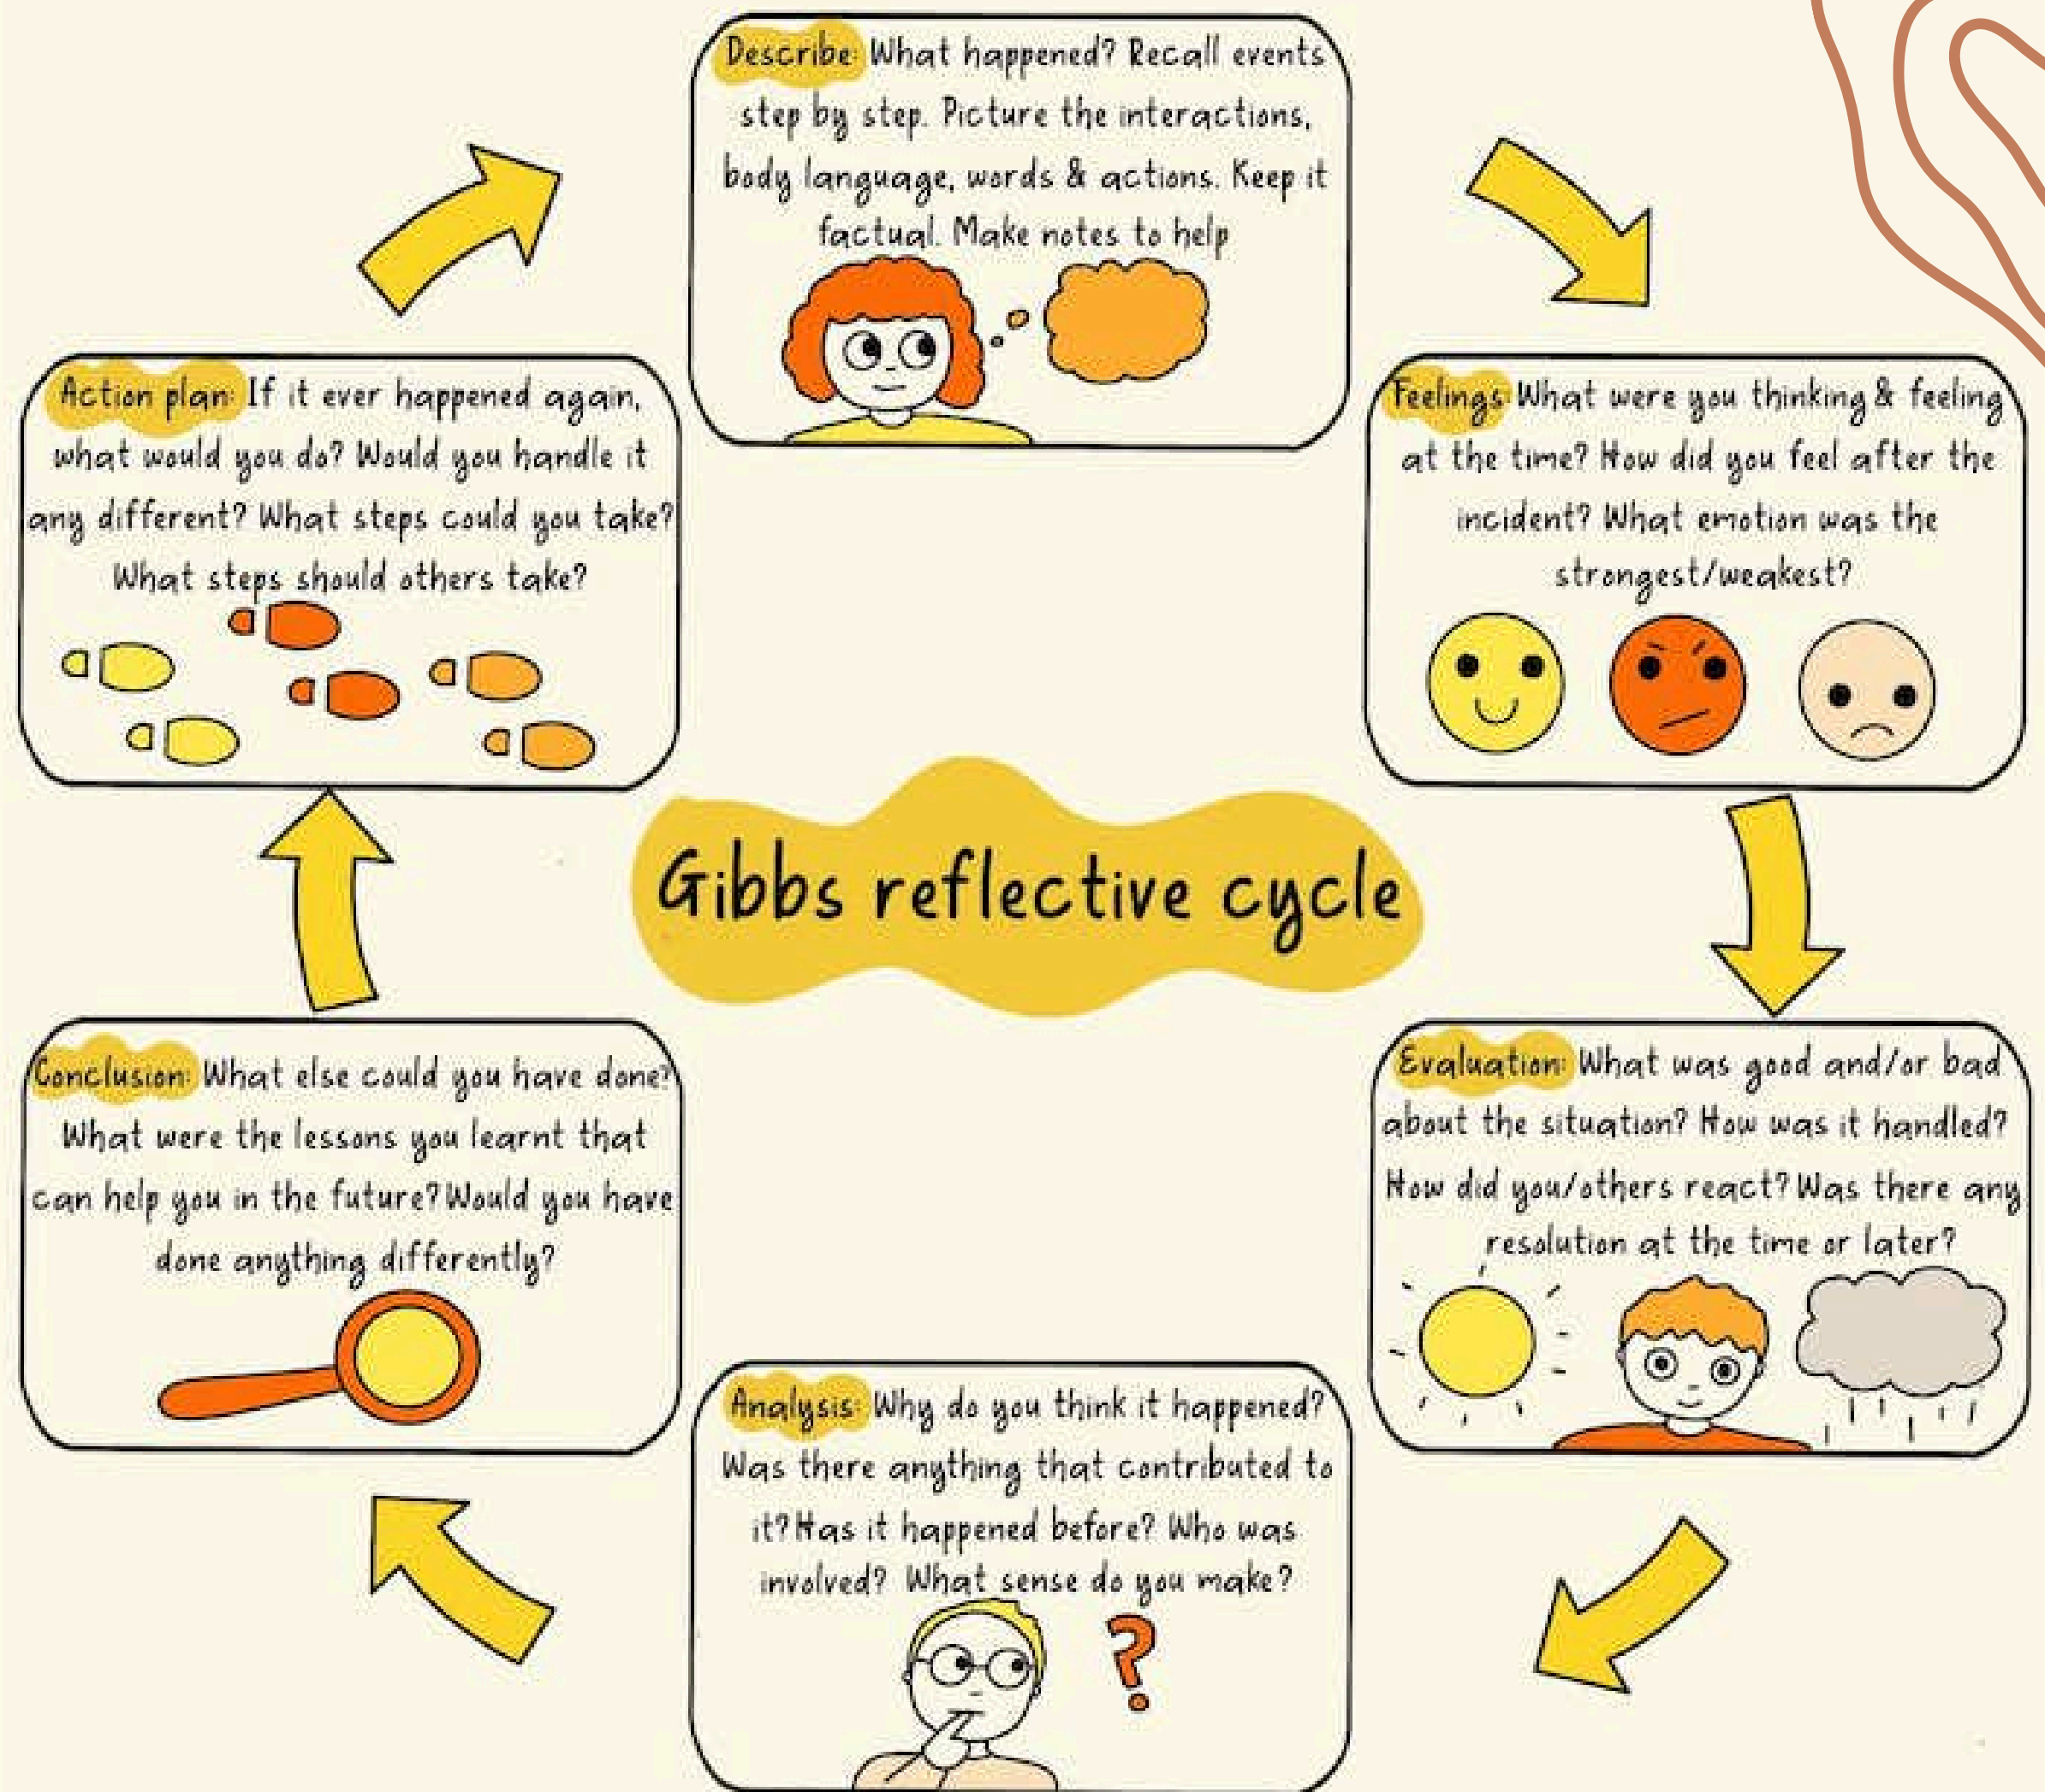 Describe: What happened? Recall events
step by step. Picture the interactions,
body language, words & actions. Keep it
factual. Make notes to help
Feelings: What were you thinking & feeling
at the time? How did you feel after the
incident? What emotion was the
strongest/weakest?
Evaluation: What was good and/or bad
about the situation? How was it handled?
How did you/others react? Was there any
resolution at the time or later?
Analysis: Why do you think it happened?
Was there anything that contributed to
it? Has it happened before? Who was
involved? What sense do you make?
?
Conclusion: What else could you have done?
What were the lessons you learnt that
can help you in the future? Would you have
done anything differently?
Action plan: If it ever happened again,
what would you do? Would you handle it
any different? What steps could you take?
What steps should others take?
Gibbs reflective cycle